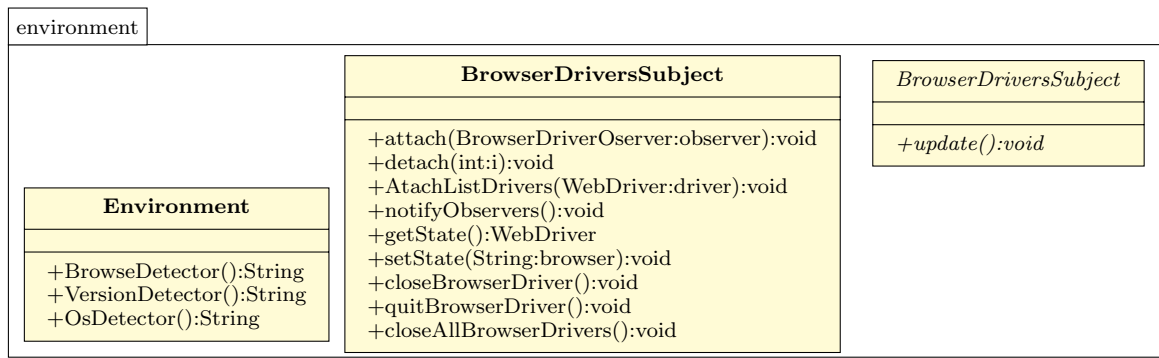 environment
Environment
+BrowseDetector():String
+VersionDetector():String
+OsDetector():String
BrowserDriversSubject
+attach(BrowserDriverOserver:observer):void
+detach(int:i):void
+AtachListDrivers(WebDriver:driver):void
+notifyObservers():void
+getState():WebDriver
+setState(String:browser):void
+closeBrowserDriver():void
+quitBrowserDriver():void
+closeAllBrowserDrivers():void
BrowserDriversSubject
+update():void